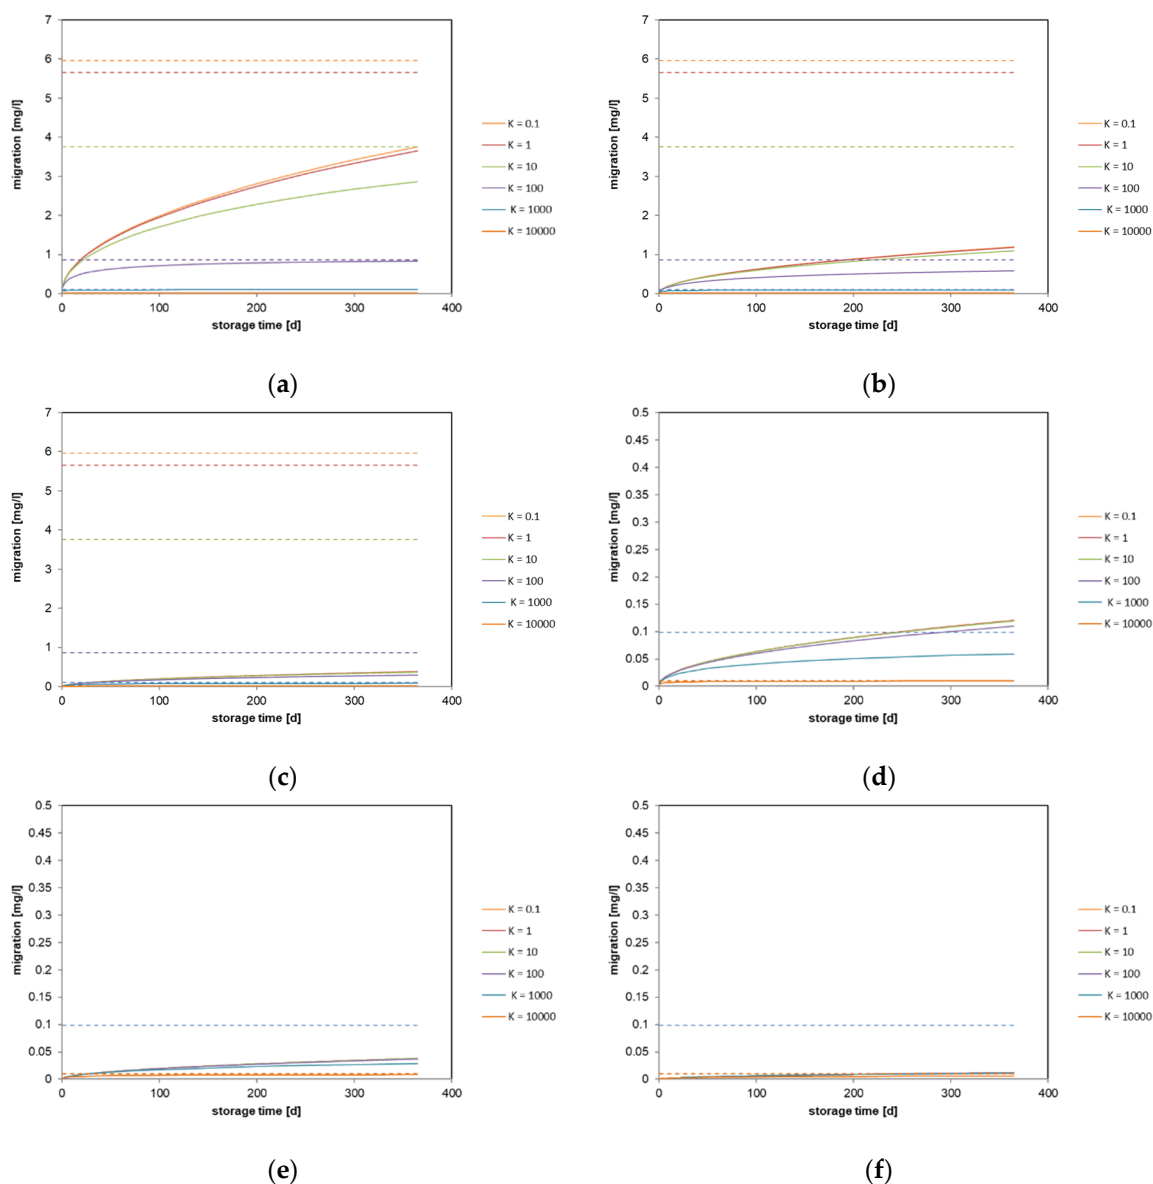 7
6
5
4
3
2
1
0
migration [mg/l]
0 100 200 300 400
storage time [d]
K = 0.1
K = 1
K = 10
K = 100
K = 1000
K = 10000
(a)
7
6
5
4
3
2
1
0
migration [mg/l]
0 100 200 300 400
storage time [d]
K = 0.1
K = 1
K = 10
K = 100
K = 1000
K = 10000
(b)
7
6
5
4
3
2
1
0
migration [mg/l]
0 100 200 300 400
storage time [d]
K = 0.1
K = 1
K = 10
K = 100
K = 1000
K = 10000
(c)
0.5
0.45
0.4
0.35
0.3
0.25
0.2
0.15
0.1
0.05
0
migration [mg/l]
0 100 200 300 400
storage time [d]
K = 0.1
K = 1
K = 10
K = 100
K = 1000
K = 10000
(d)
0.5
0.45
0.4
0.35
0.3
0.25
0.2
0.15
0.1
0.05
0
migration [mg/l]
0 100 200 300 400
storage time [d]
K = 0.1
K = 1
K = 10
K = 100
K = 1000
K = 10000
(e)
0.5
0.45
0.4
0.35
0.3
0.25
0.2
0.15
0.1
0.05
0
migration [mg/l]
0 100 200 300 400
storage time [d]
K = 0.1
K = 1
K = 10
K = 100
K = 1000
K = 10000
(f)